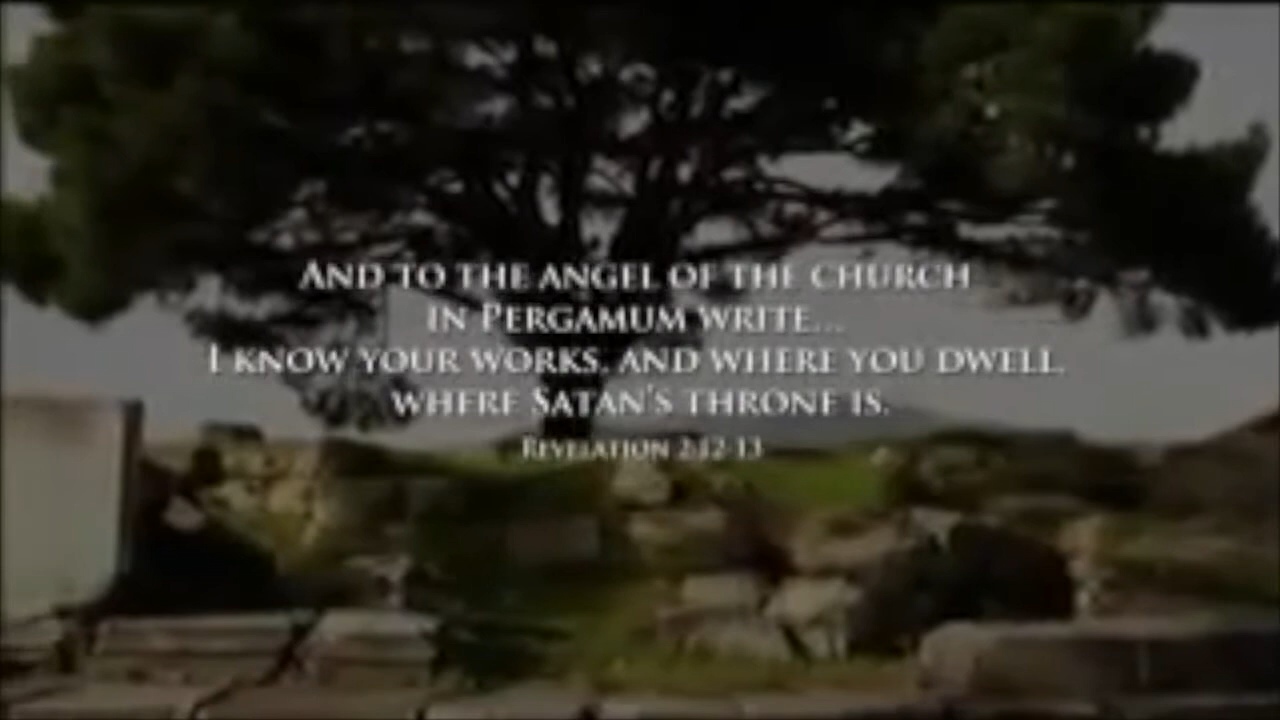 AND TO THE ANGEL OF THE CHURCH
IN PERGAMUM WRITE...
I KNOW YOUR WORKS, AND WHERE YOU DWELL,
WHERE SATAN'S THRONE IS.
REVELATION 2:12-13